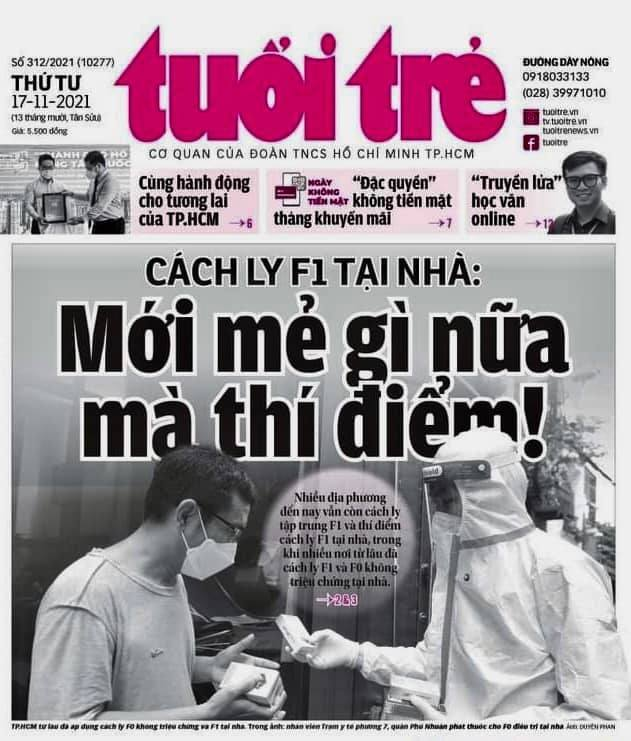 Số 312/2021 (10277)
THỨ TƯ
17-11-2021
(13 tháng mười, Tân Sửu)
Giá: 5.500 đồng
tuổi trẻ
CƠ QUAN CỦA ĐOÀN TNCS HỒ CHÍ MINH TP.HCM
ĐƯỜNG DÂY NÓNG
0918033133
(028) 39971010
tuoitre.vn
tv.tuoitre.vn
tuoitrenews.vn
tuoitre
Cùng hành động
cho tương lai
của TP.HCM
→6
NGÀY
KHÔNG
TIỀN MẶT
"Đặc quyền"
không tiền mặt
tháng khuyến mãi
→7
"Truyền lửa"
học văn
online
→12
CÁCH LY F1 TẠI NHÀ:
Mới mẻ gì nữa
mà thí điểm!
Nhiều địa phương
đến nay vẫn còn cách ly
tập trung F1 và thí điểm
cách ly F1 tại nhà, trong
khi nhiều nơi từ lâu đã
cách ly F1 và F0 không
triệu chứng tại nhà.
→2&3
TP.HCM từ lâu đã áp dụng cách ly F0 không triệu chứng và F1 tại nhà. Trong ảnh: nhân viên Trạm y tế phường 7, quận Phú Nhuận phát thuốc cho F0 điều trị tại nhà Ảnh: DUYÊN PHAN